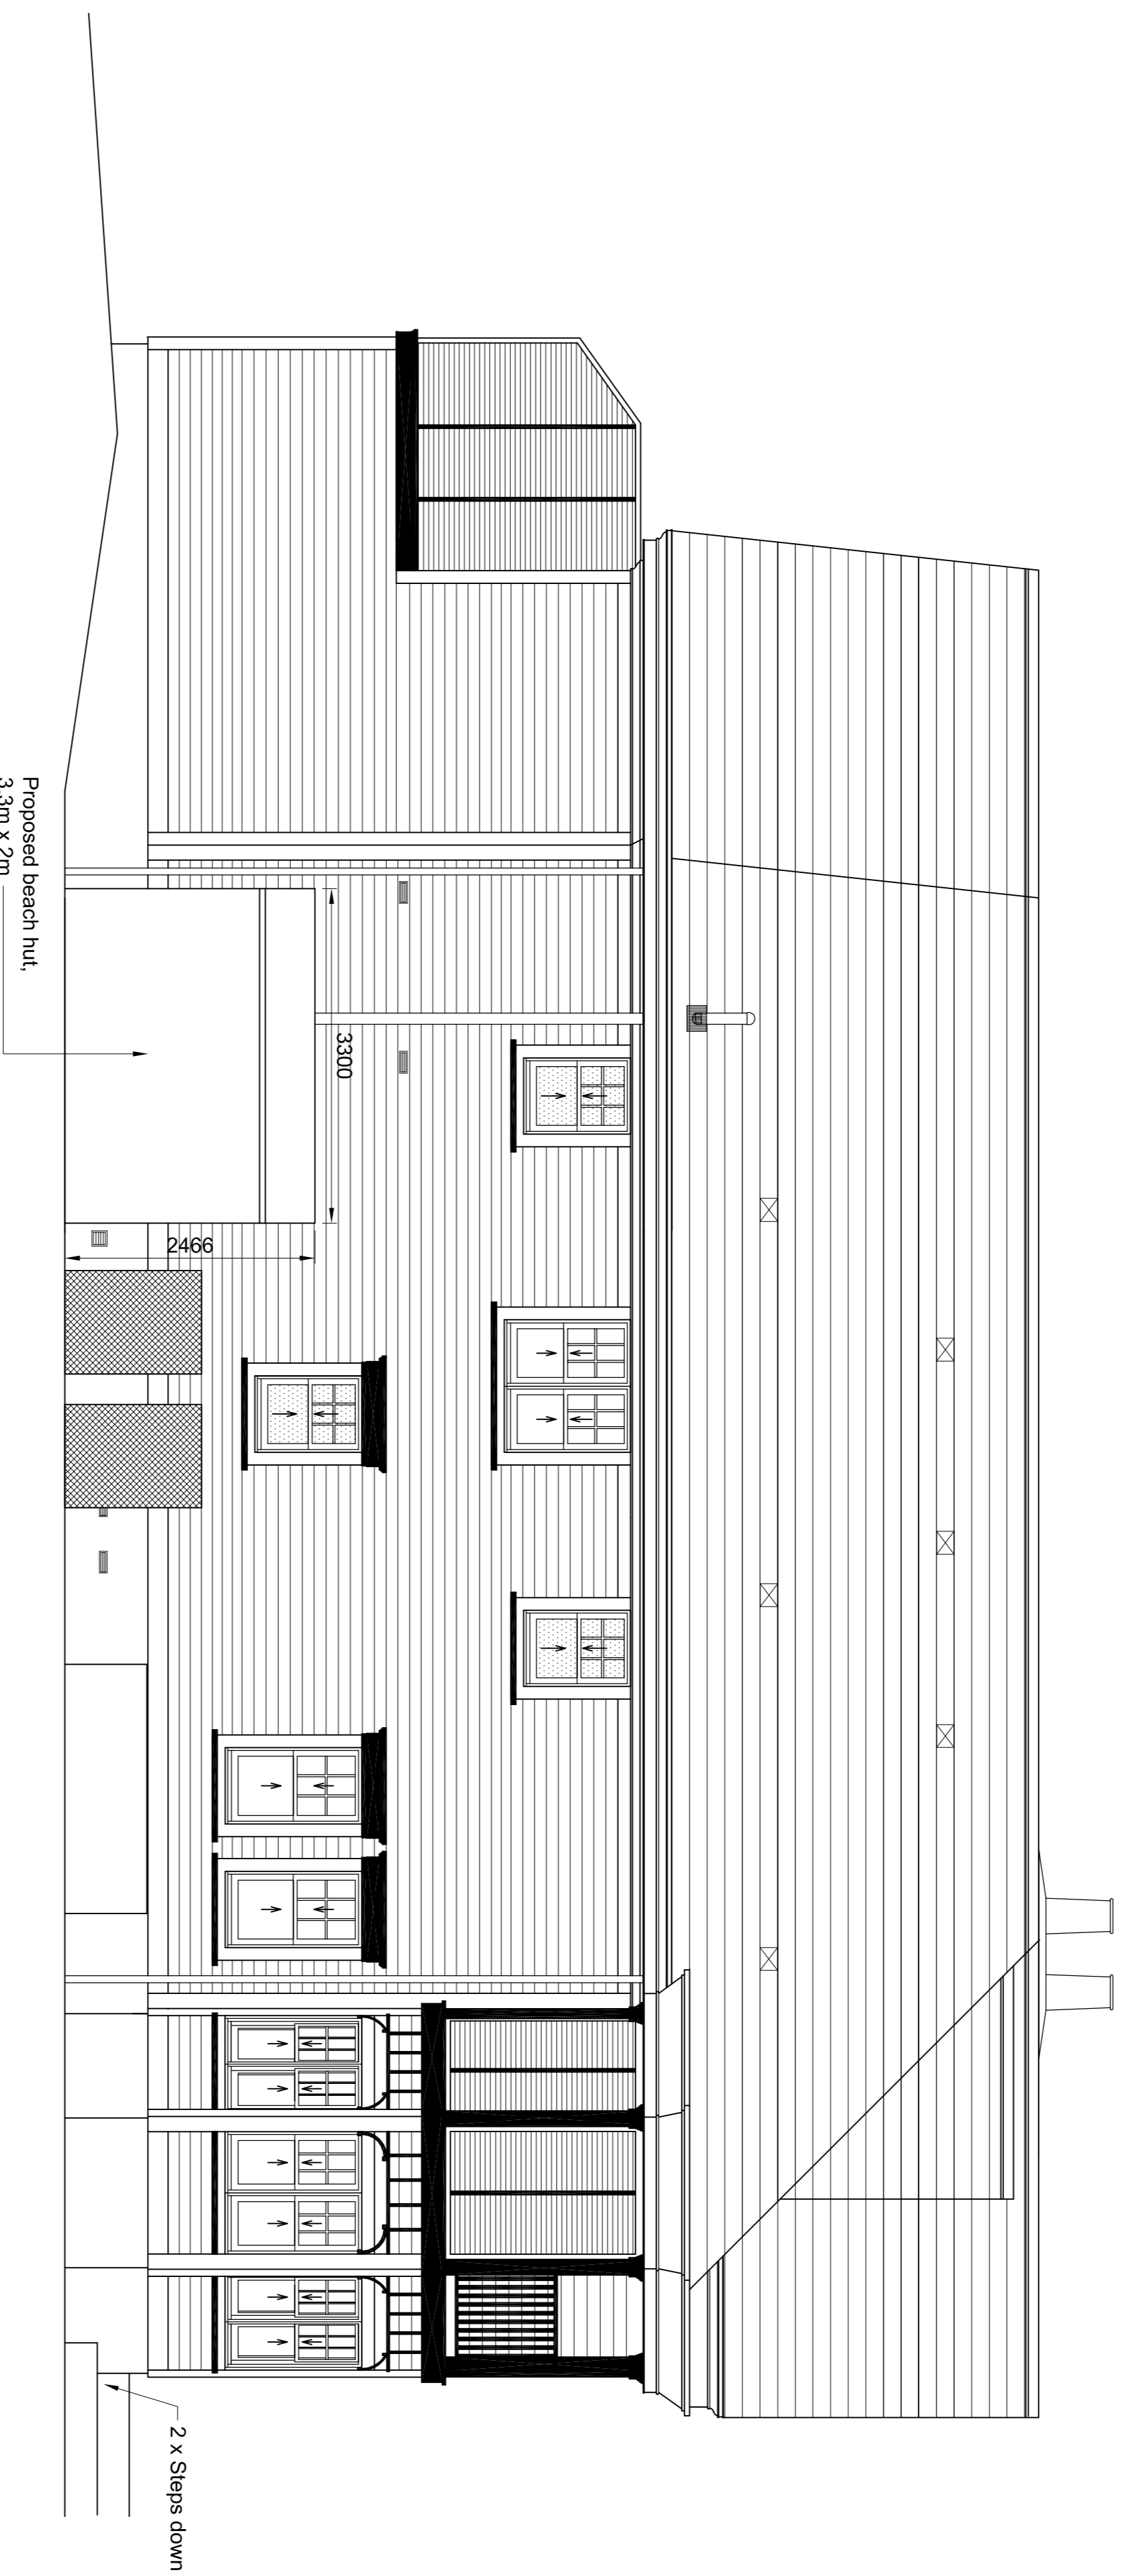 3300
2466
Proposed beach hut,
3.3m x 2m
2 x Steps down